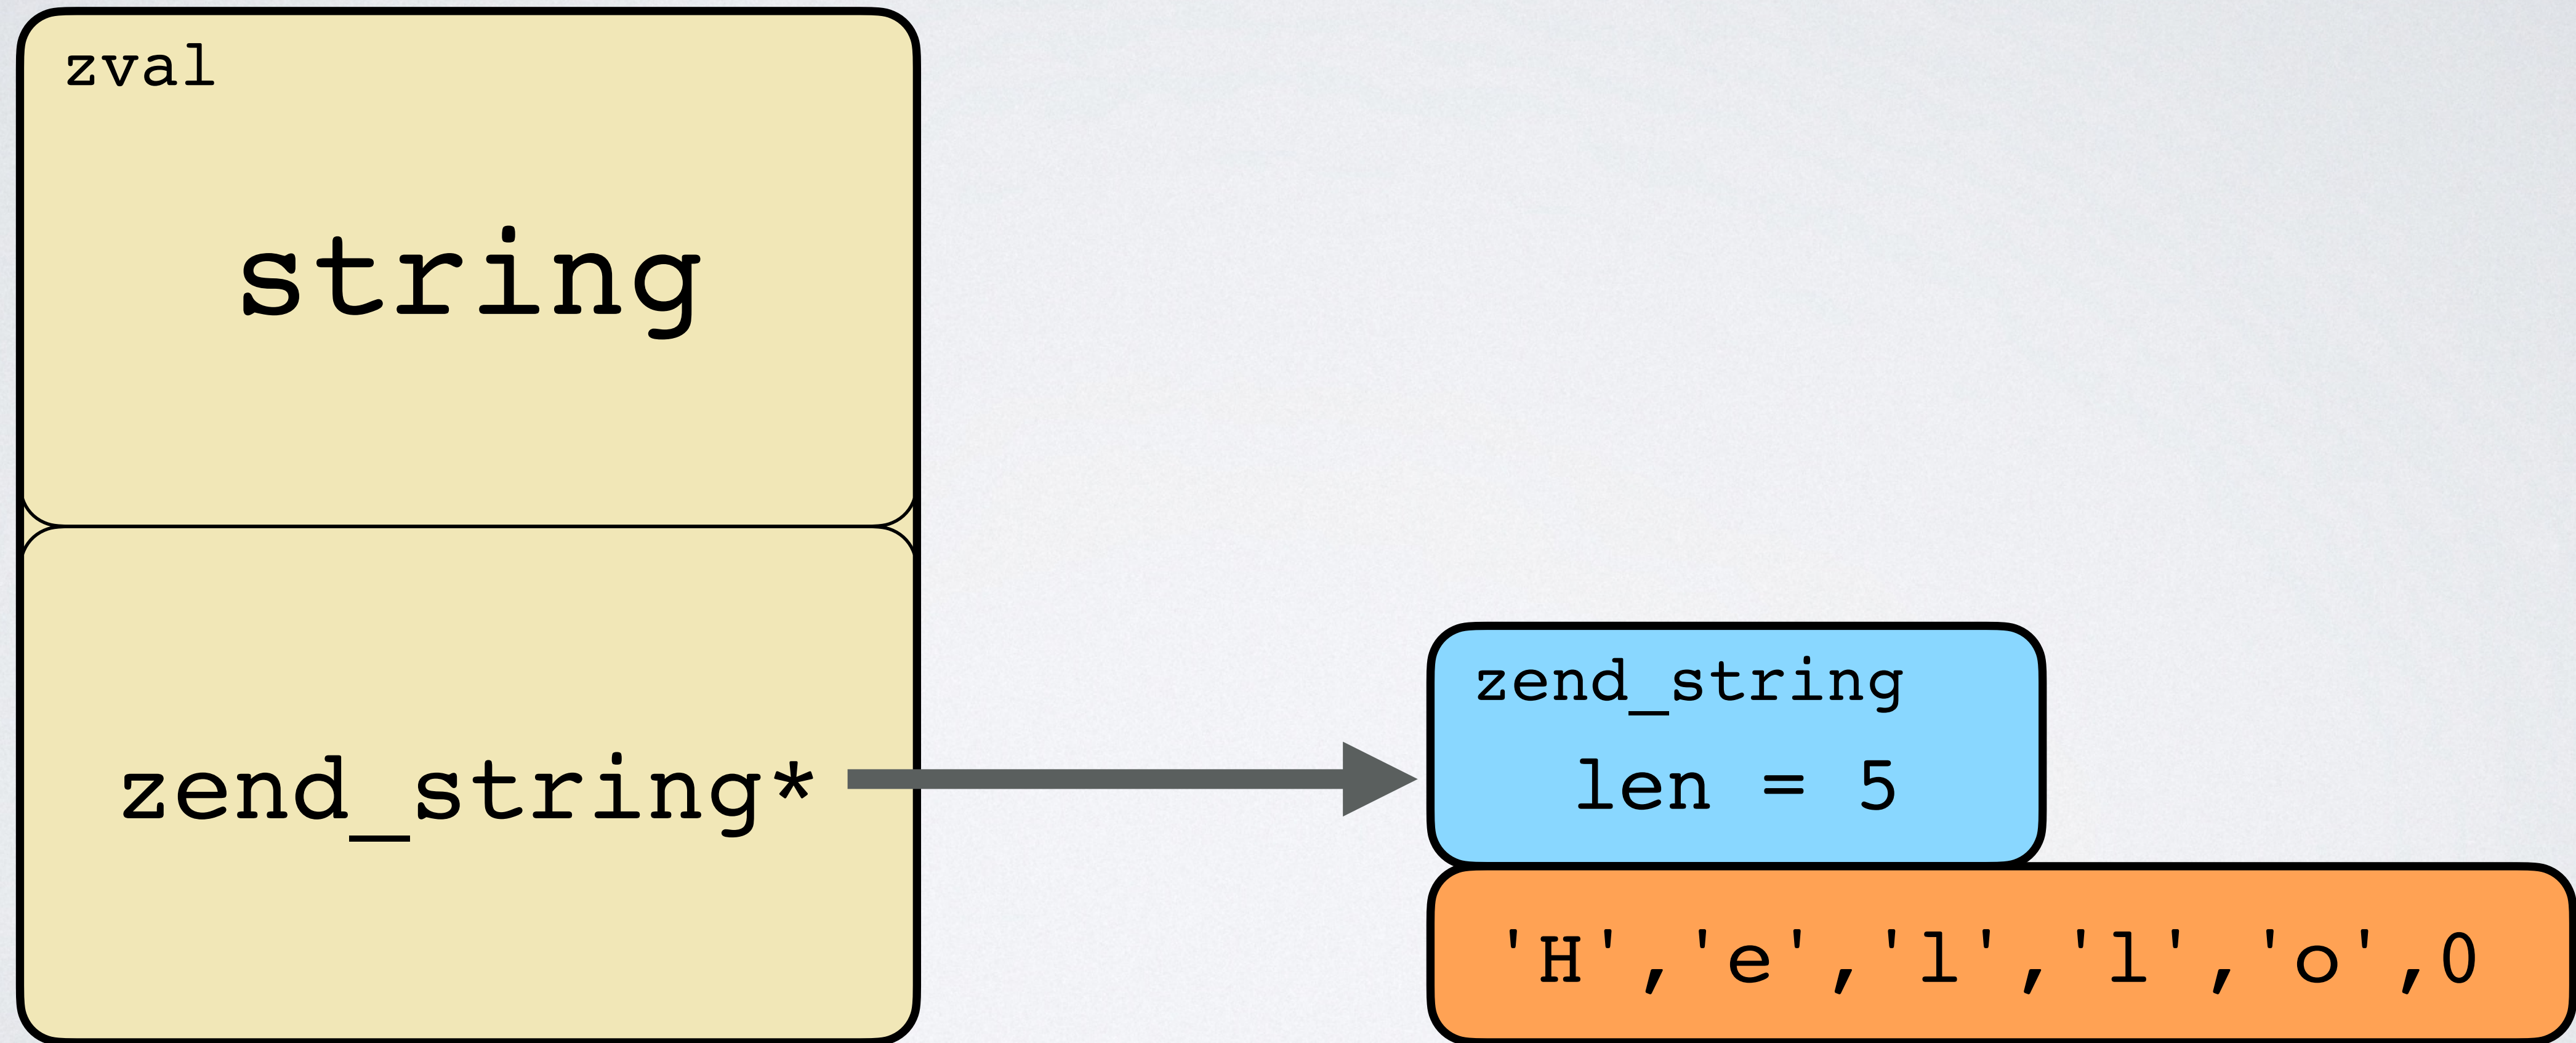 zval
string
zend_string*
zend_string
len = 5
'H','e','l','l','o',0